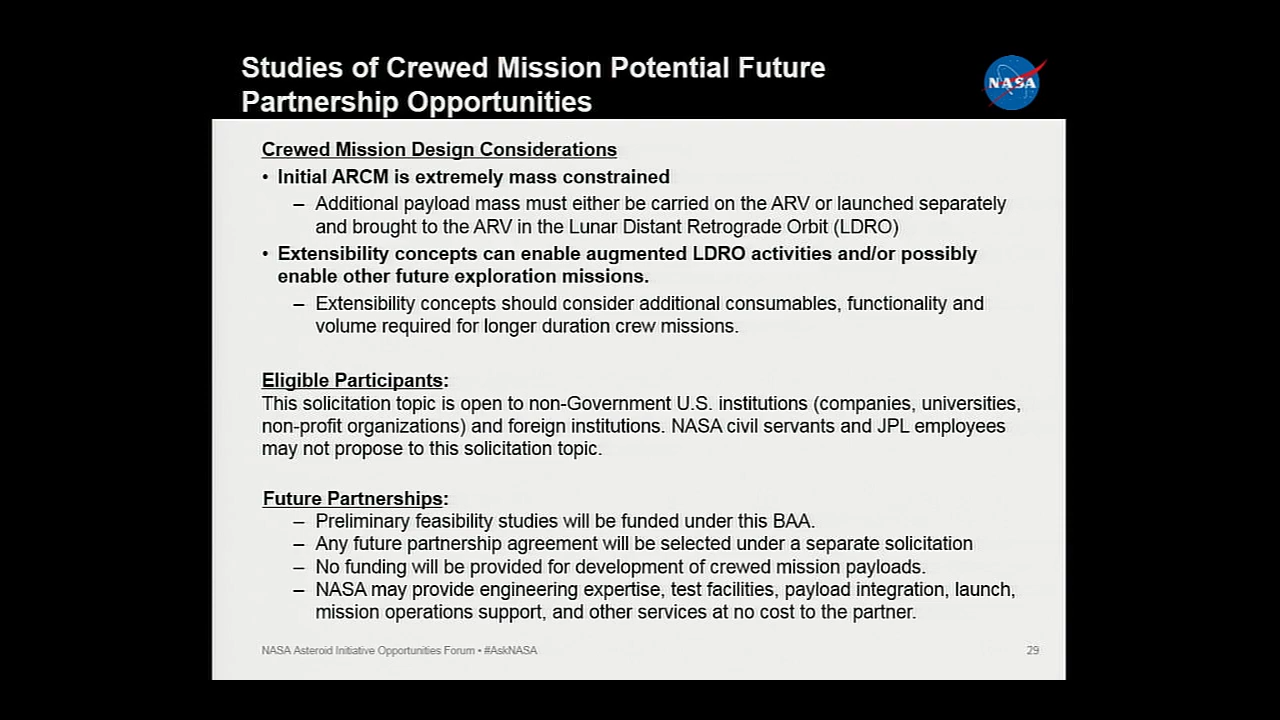 Studies of Crewed Mission Potential Future
Partnership Opportunities
NASA
Crewed Mission Design Considerations
• Initial ARCM is extremely mass constrained
– Additional payload mass must either be carried on the ARV or launched separately
and brought to the ARV in the Lunar Distant Retrograde Orbit (LDRO)
• Extensibility concepts can enable augmented LDRO activities and/or possibly
enable other future exploration missions.
– Extensibility concepts should consider additional consumables, functionality and
volume required for longer duration crew missions.
Eligible Participants:
This solicitation topic is open to non-Government U.S. institutions (companies, universities,
non-profit organizations) and foreign institutions. NASA civil servants and JPL employees
may not propose to this solicitation topic.
Future Partnerships:
– Preliminary feasibility studies will be funded under this BAA.
– Any future partnership agreement will be selected under a separate solicitation
– No funding will be provided for development of crewed mission payloads.
– NASA may provide engineering expertise, test facilities, payload integration, launch,
mission operations support, and other services at no cost to the partner.
NASA Asteroid Initiative Opportunities Forum • #AskNASA
29